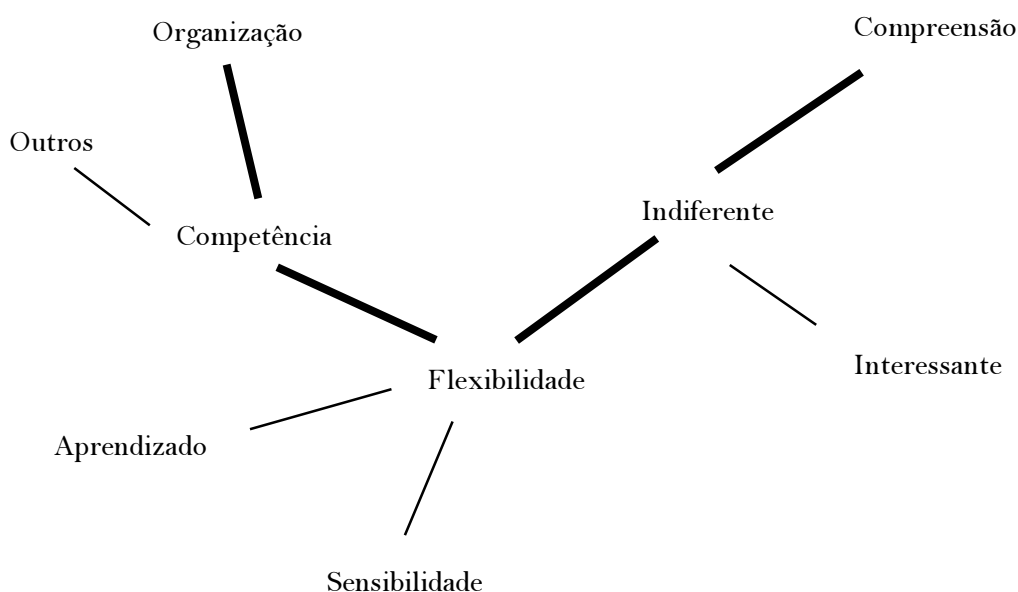 Organização
Compreensão
Outros
Indiferente
Competência
Interessante
Flexibilidade
Aprendizado
Sensibilidade